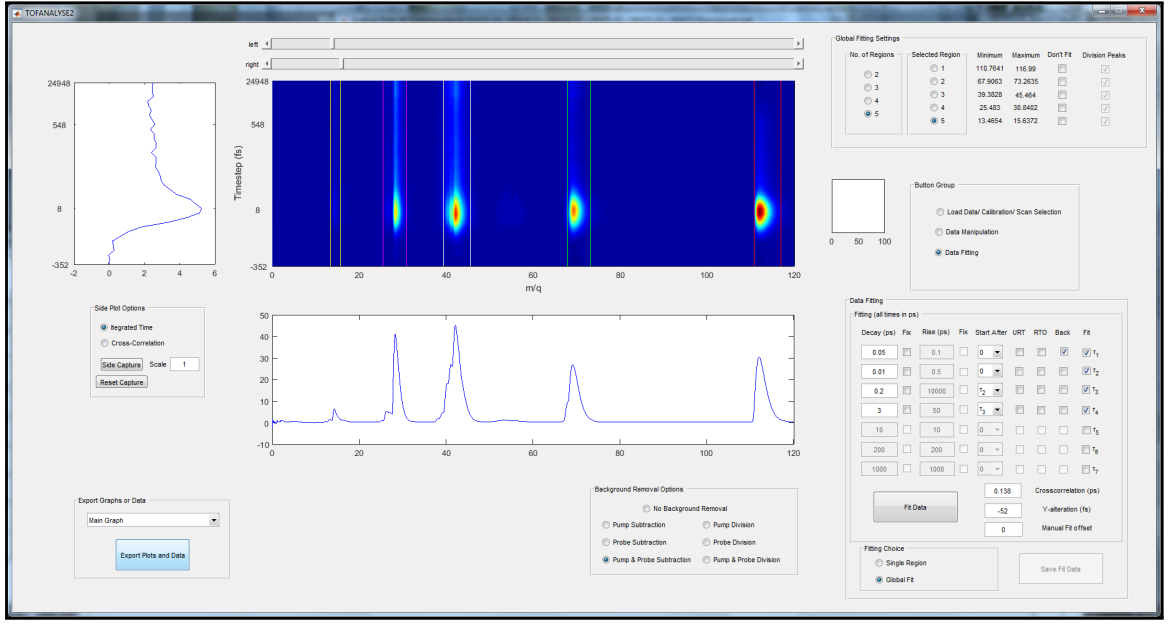 TOFANALYSE2
left
right
24948
548
8
-352
-2 0 2 4 6
24948
548
8
-352
Timestep (fs)
0 20 40 60 80 100 120
m/q
Global Fitting Settings
No. of Regions
2
3
4
5
Selected Region Minimum Maximum Don't Fit Division Peaks
1 110.7641 116.99
2 67.9063 73.2635
3 39.3828 45.464
4 25.483 30.8402
5 13.4654 15.6372
0 50 100
Button Group
Load Data/ Calibration/ Scan Selection
Data Manipulation
Data Fitting
Side Plot Options
Itegrated Time
Cross-Correlation
Side Capture Scale 1
Reset Capture
50
40
30
20
10
0
-10
0 20 40 60 80 100 120
Data Fitting
Fitting (all times in ps)
Decay (ps) Fix Rise (ps) Fix Start After URT RTO Back Fit
0.05 0.1 0 τ1
0.01 0.5 0 τ2
0.2 10000 τ2 τ3
3 50 τ3 τ4
10 10 0 τ5
200 200 0 τ6
1000 1000 0 τ7
Fit Data
0.138 Crosscorrelation (ps)
-52 Y-alteration (fs)
0 Manual Fit offset
Fitting Choice
Single Region
Global Fit
Save Fit Data
Export Graphs or Data
Main Graph
Export Plots and Data
Background Removal Options
No Background Removal
Pump Subtraction Pump Division
Probe Subtraction Probe Division
Pump & Probe Subtraction Pump & Probe Division